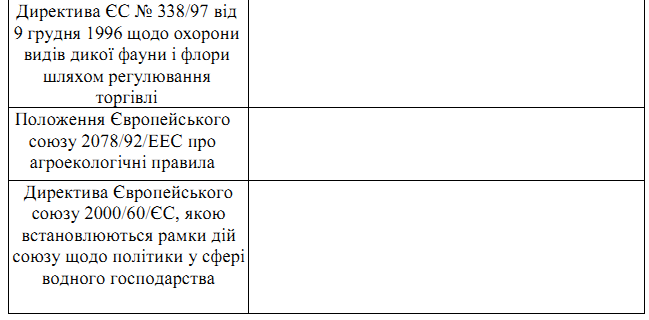 Директива ЄС № 338/97 від
9 грудня 1996 щодо охорони
видів дикої фауни і флори
шляхом регулювання
торгівлі
Положення Європейського
союзу 2078/92/ЕЕС про
агроекологічні правила
Директива Європейського
союзу 2000/60/ЄС, якою
встановлюються рамки дій
союзу щодо політики у сфері
водного господарства